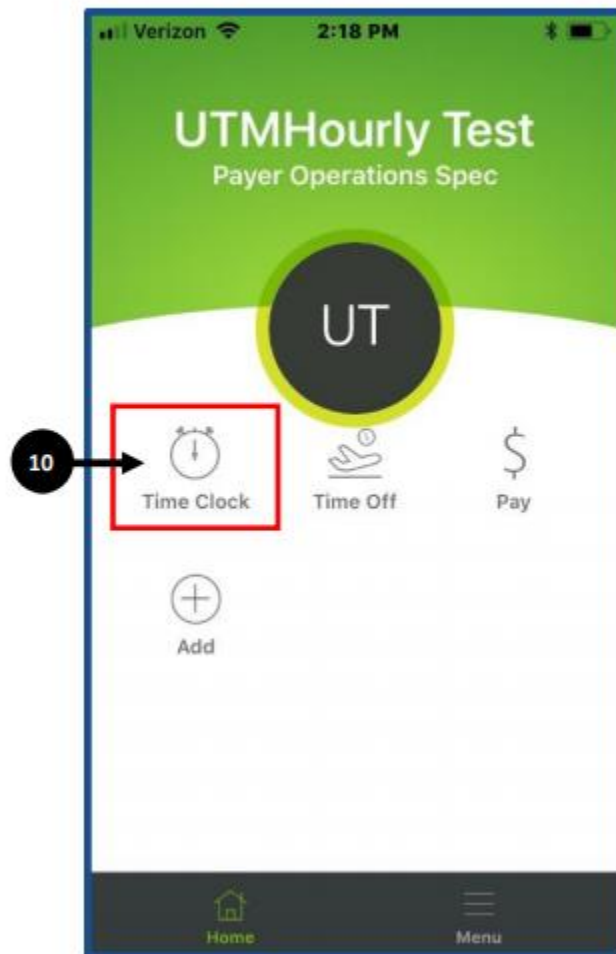 Verizon 2:18 PM
UTMHourly Test
Payer Operations Spec
UT
10
Time Clock Time Off Pay
Add
Home Menu